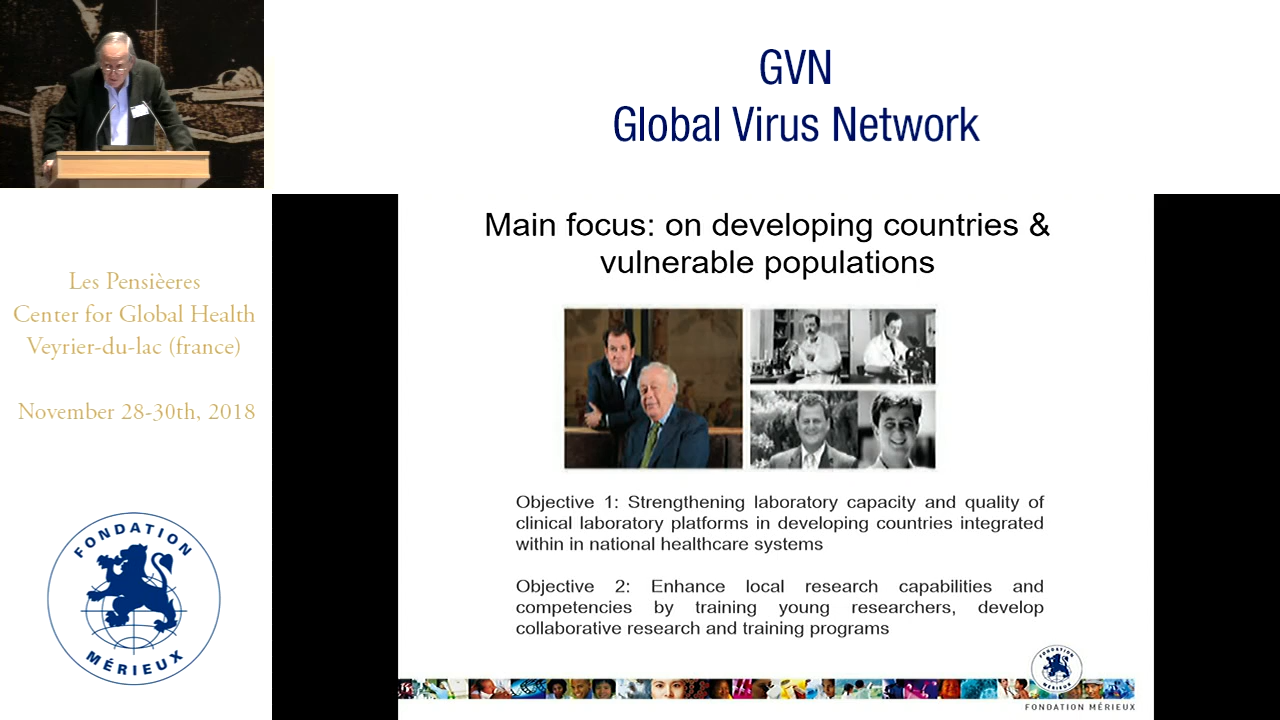 GVN
Global Virus Network
Les Pensièeres
Center for Global Health
Veyrier-du-lac (france)
November 28-30th, 2018
FONDATION
MÉRIEUX
Main focus: on developing countries &
vulnerable populations
Objective 1: Strengthening laboratory capacity and quality of
clinical laboratory platforms in developing countries integrated
within in national healthcare systems
Objective 2: Enhance local research capabilities and
competencies by training young researchers, develop
collaborative research and training programs
FONDATION
MÉRIEUX
FONDATION MÉRIEUX